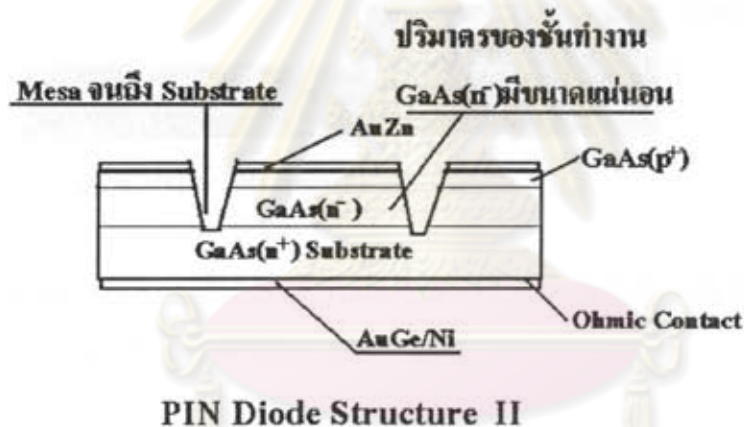 ปริมาตรของชั้นทำงาน
Mesa จนถึง Substrate
GaAs(n⁻)มีขนาดแน่นอน
AuZn
GaAs(p⁺)
GaAs(n⁻)
GaAs(n⁺) Substrate
Ohmic Contact
AuGe/Ni
PIN Diode Structure II